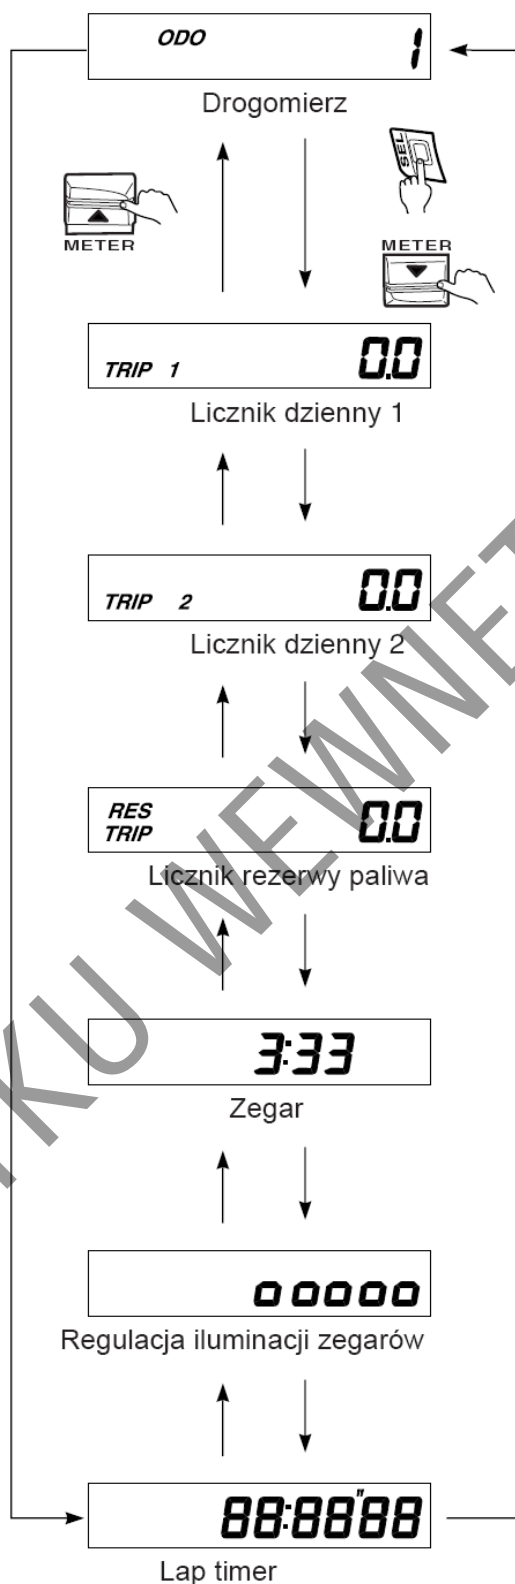 ODO 1
Drogomierz
SEL
METER
METER
TRIP 1 0.0
Licznik dzienny 1
TRIP 2 0.0
Licznik dzienny 2
RES
TRIP 0.0
Licznik rezerwy paliwa
3:33
Zegar
ooooo
Regulacja iluminacji zegarów
88:88"88
Lap timer